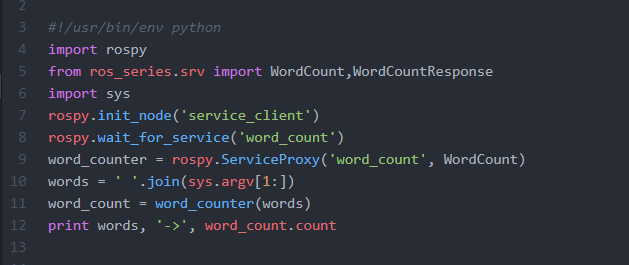 2
3 #!/usr/bin/env python
4 import rospy
5 from ros_series.srv import WordCount,WordCountResponse
6 import sys
7 rospy.init_node('service_client')
8 rospy.wait_for_service('word_count')
9 word_counter = rospy.ServiceProxy('word_count', WordCount)
10 words = ' '.join(sys.argv[1:])
11 word_count = word_counter(words)
12 print words, '->', word_count.count
13